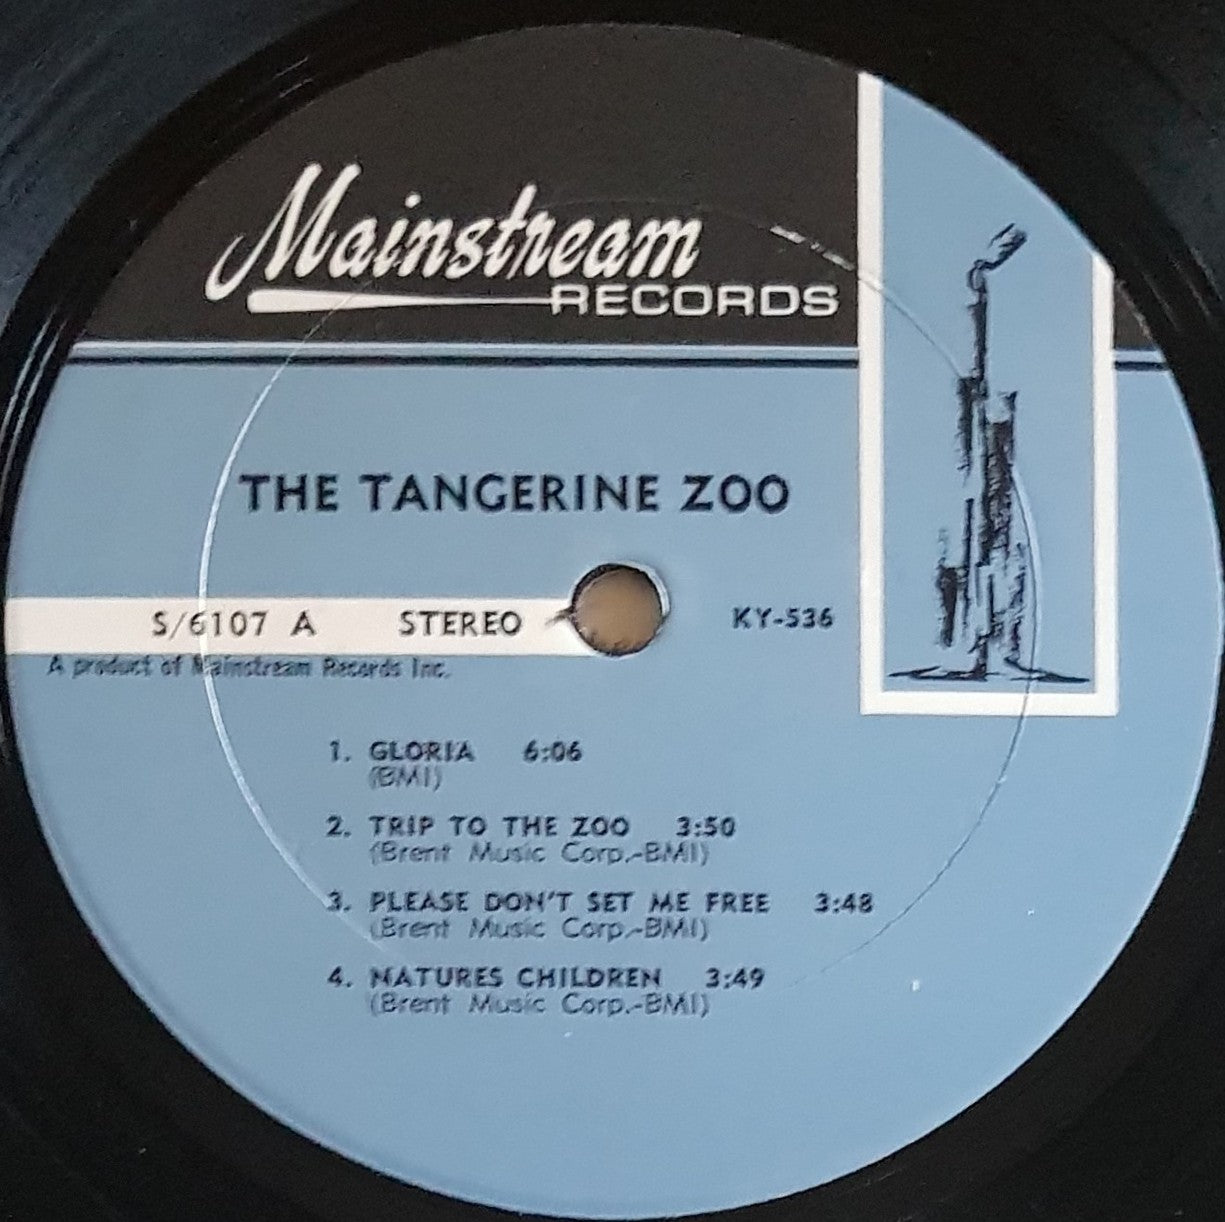 Mainstream
RECORDS
THE TANGERINE ZOO
S/6107 A STEREO KY-536
A product of Mainstream Records Inc.
1. GLORIA 6:06
(BMI)
2. TRIP TO THE ZOO 3:50
(Brent Music Corp.-BMI)
3. PLEASE DON'T SET ME FREE 3:48
(Brent Music Corp.-BMI)
4. NATURES CHILDREN 3:49
(Brent Music Corp.-BMI)